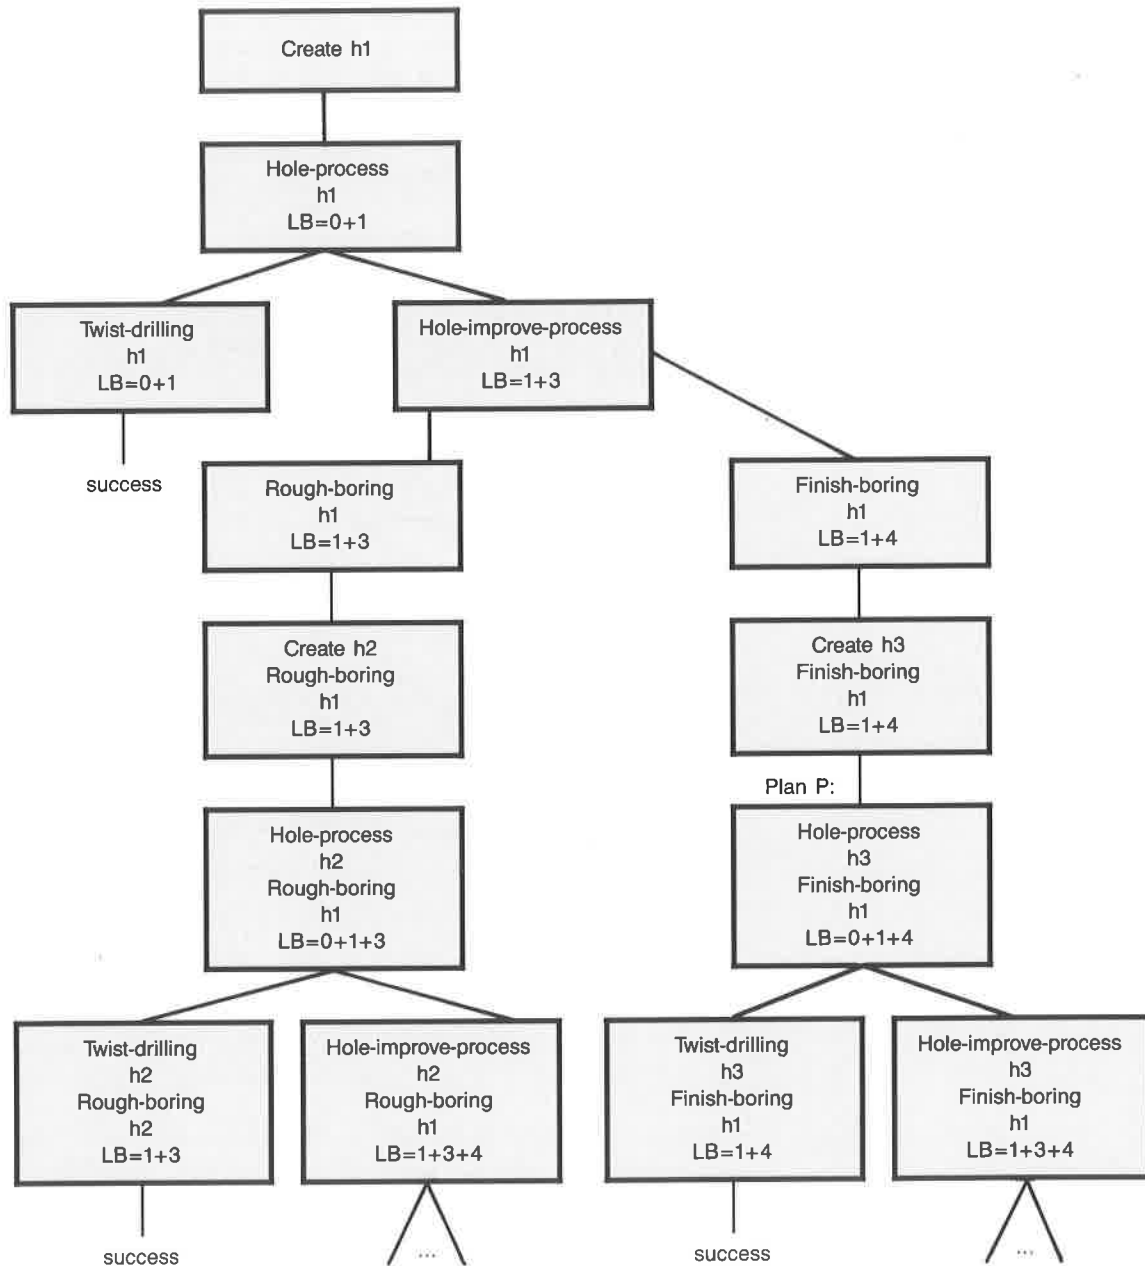 Create h1
Hole-process
h1
LB=0+1
Twist-drilling
h1
LB=0+1
success
Hole-improve-process
h1
LB=1+3
Rough-boring
h1
LB=1+3
Finish-boring
h1
LB=1+4
Create h2
Rough-boring
h1
LB=1+3
Create h3
Finish-boring
h1
LB=1+4
Plan P:
Hole-process
h2
Rough-boring
h1
LB=0+1+3
Hole-process
h3
Finish-boring
h1
LB=0+1+4
Twist-drilling
h2
Rough-boring
h2
LB=1+3
success
Hole-improve-process
h2
Rough-boring
h1
LB=1+3+4
...
Twist-drilling
h3
Finish-boring
h1
LB=1+4
success
Hole-improve-process
h3
Finish-boring
h1
LB=1+3+4
...